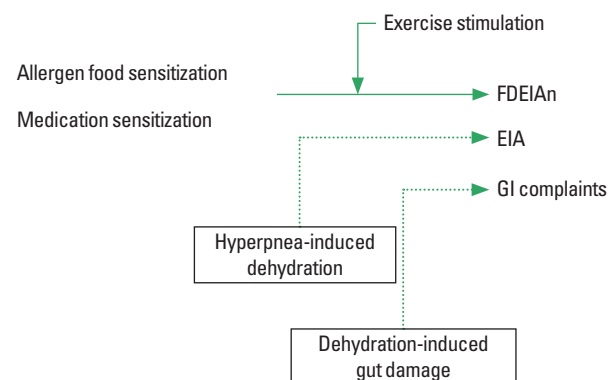 Exercise stimulation
Allergen food sensitization
FDEIAn
Medication sensitization
EIA
GI complaints
Hyperpnea-induced
dehydration
Dehydration-induced
gut damage